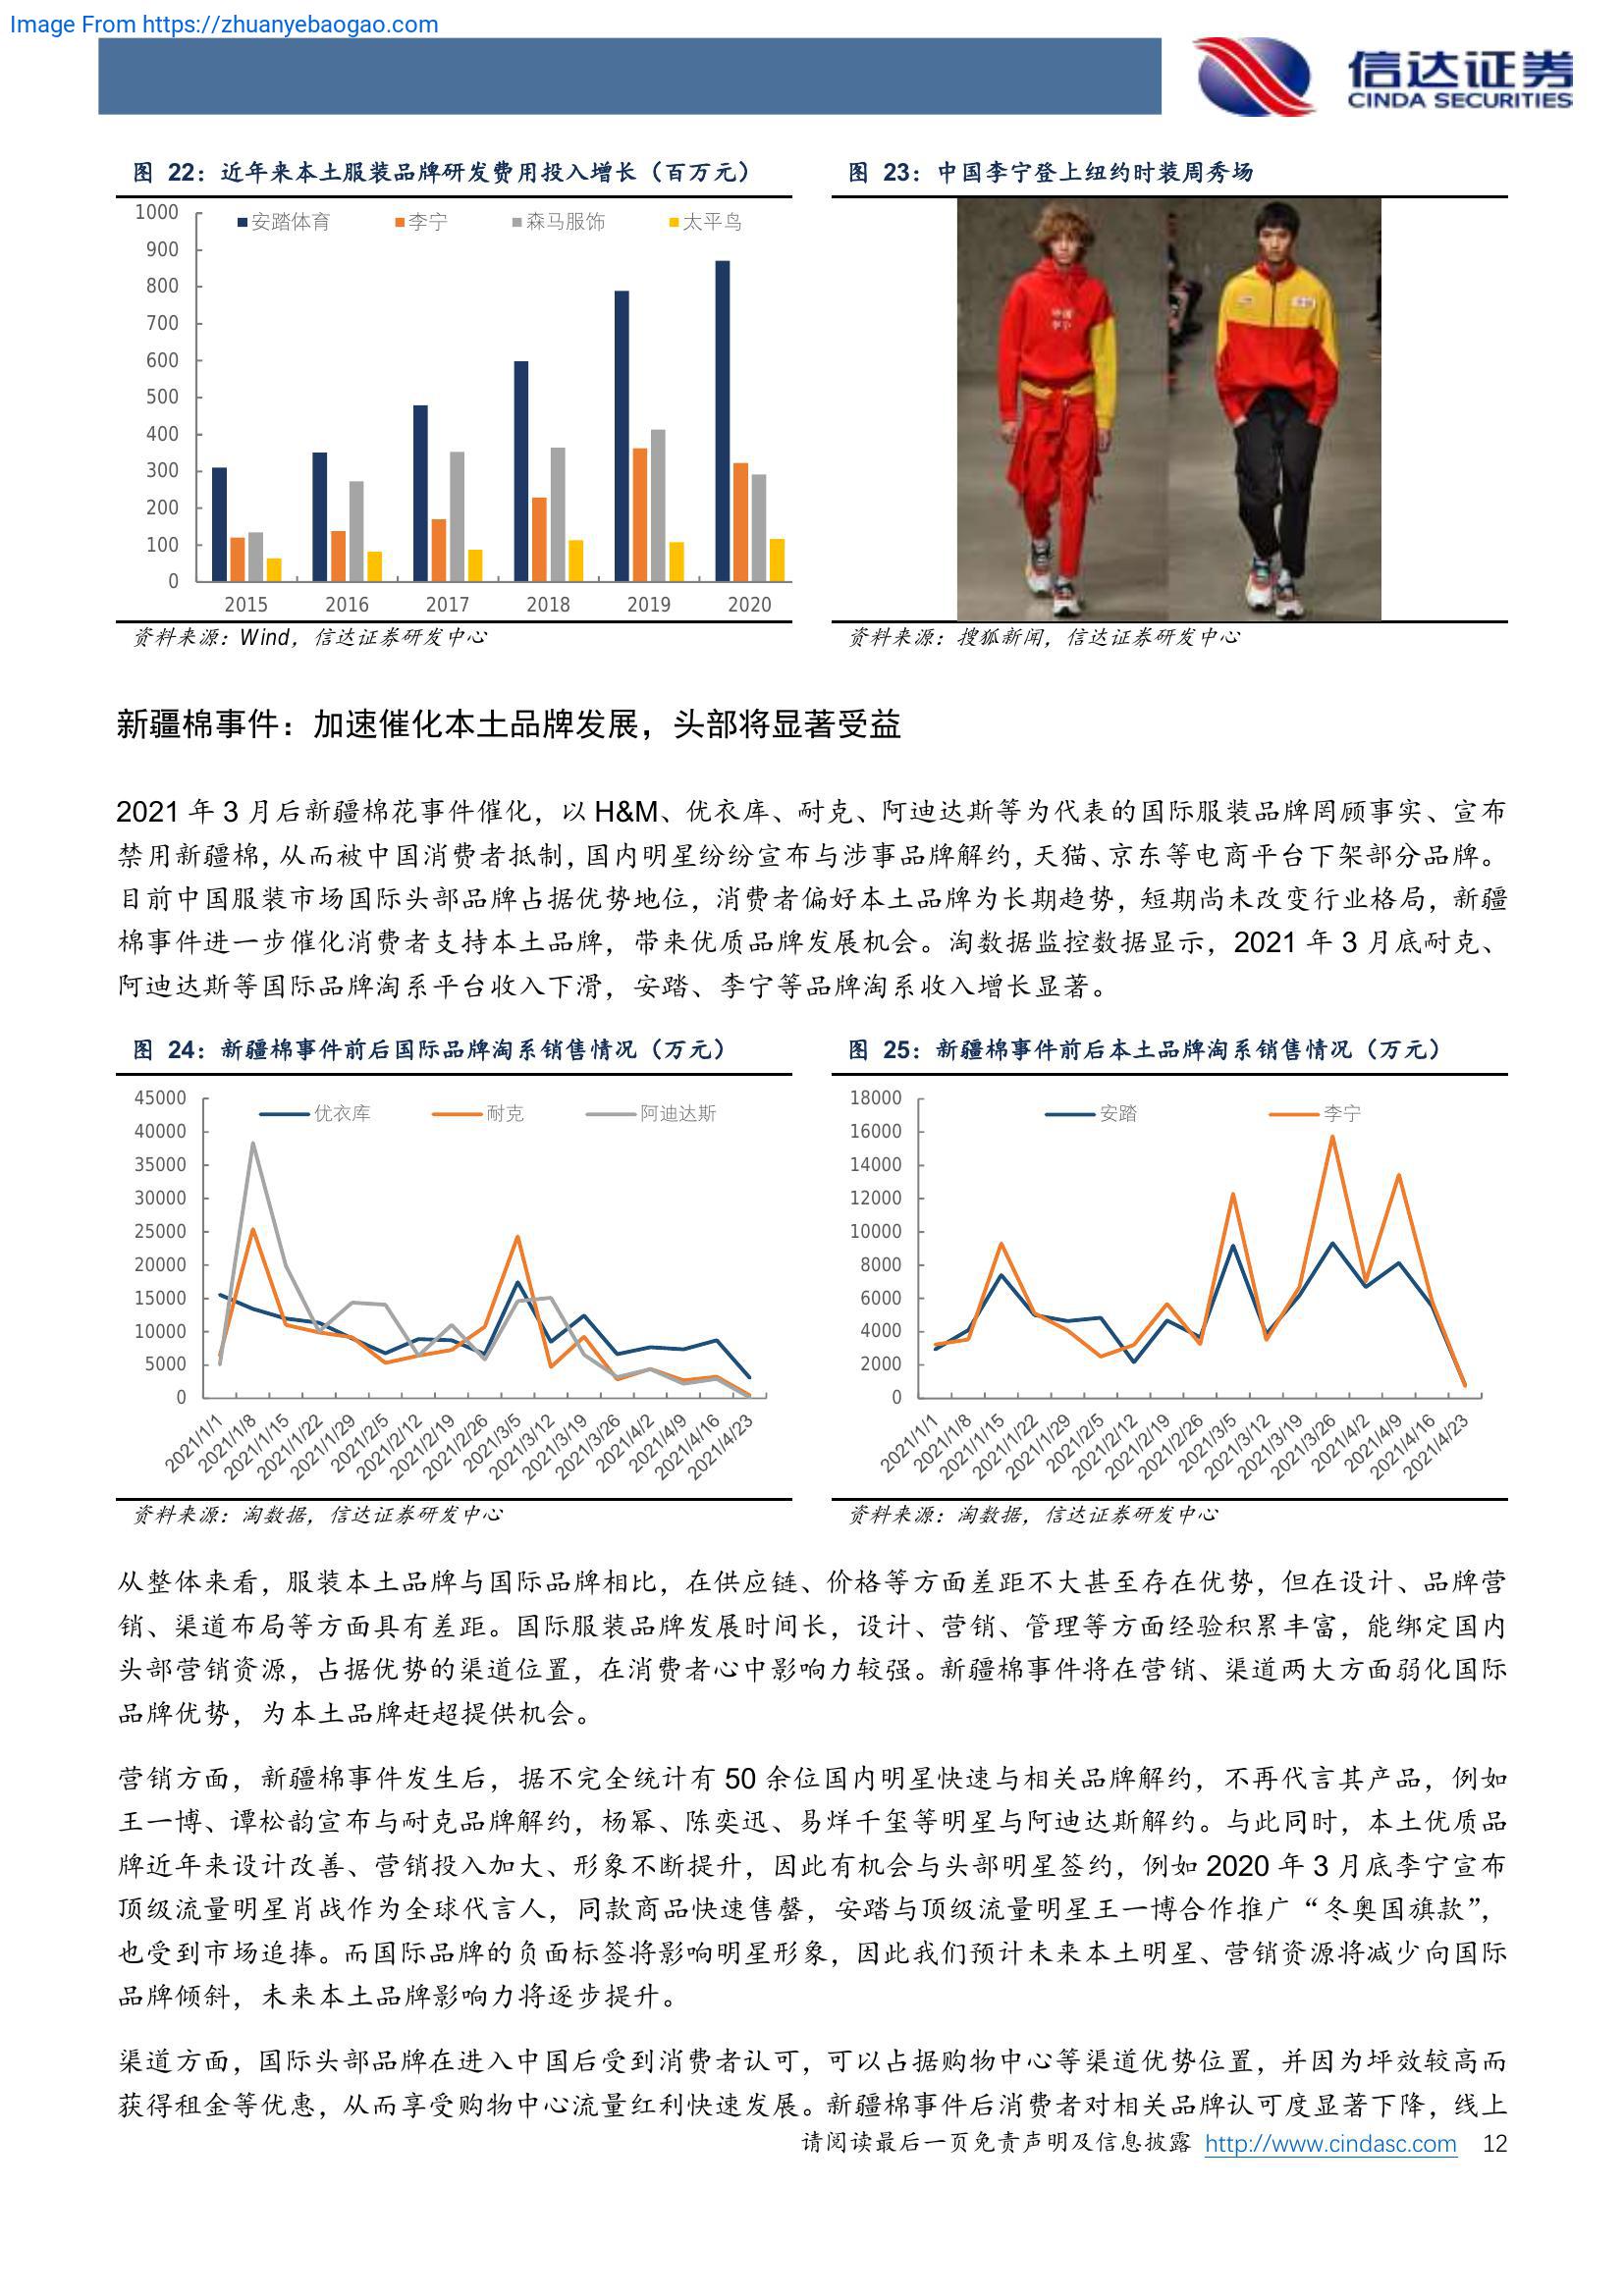 Image From https://zhuanyebaogao.com
信达证券
CINDA SECURITIES
图 22：近年来本土服装品牌研发费用投入增长（百万元）
安踏体育 李宁 森马服饰 太平鸟
1000
900
800
700
600
500
400
300
200
100
0
2015 2016 2017 2018 2019 2020
资料来源：Wind，信达证券研发中心
图 23：中国李宁登上纽约时装周秀场
中国
李宁
资料来源：搜狐新闻，信达证券研发中心
新疆棉事件：加速催化本土品牌发展，头部将显著受益
2021 年 3 月后新疆棉花事件催化，以 H&M、优衣库、耐克、阿迪达斯等为代表的国际服装品牌罔顾事实、宣布
禁用新疆棉，从而被中国消费者抵制，国内明星纷纷宣布与涉事品牌解约，天猫、京东等电商平台下架部分品牌。
目前中国服装市场国际头部品牌占据优势地位，消费者偏好本土品牌为长期趋势，短期尚未改变行业格局，新疆
棉事件进一步催化消费者支持本土品牌，带来优质品牌发展机会。淘数据监控数据显示，2021 年 3 月底耐克、
阿迪达斯等国际品牌淘系平台收入下滑，安踏、李宁等品牌淘系收入增长显著。
图 24：新疆棉事件前后国际品牌淘系销售情况（万元）
优衣库 耐克 阿迪达斯
45000
40000
35000
30000
25000
20000
15000
10000
5000
0
2021/1/1 2021/1/8 2021/1/15 2021/1/22 2021/1/29 2021/2/5 2021/2/12 2021/2/19 2021/2/26 2021/3/5 2021/3/12 2021/3/19 2021/3/26 2021/4/2 2021/4/9 2021/4/16 2021/4/23
资料来源：淘数据，信达证券研发中心
图 25：新疆棉事件前后本土品牌淘系销售情况（万元）
安踏 李宁
18000
16000
14000
12000
10000
8000
6000
4000
2000
0
2021/1/1 2021/1/8 2021/1/15 2021/1/22 2021/1/29 2021/2/5 2021/2/12 2021/2/19 2021/2/26 2021/3/5 2021/3/12 2021/3/19 2021/3/26 2021/4/2 2021/4/9 2021/4/16 2021/4/23
资料来源：淘数据，信达证券研发中心
从整体来看，服装本土品牌与国际品牌相比，在供应链、价格等方面差距不大甚至存在优势，但在设计、品牌营
销、渠道布局等方面具有差距。国际服装品牌发展时间长，设计、营销、管理等方面经验积累丰富，能绑定国内
头部营销资源，占据优势的渠道位置，在消费者心中影响力较强。新疆棉事件将在营销、渠道两大方面弱化国际
品牌优势，为本土品牌赶超提供机会。
营销方面，新疆棉事件发生后，据不完全统计有 50 余位国内明星快速与相关品牌解约，不再代言其产品，例如
王一博、谭松韵宣布与耐克品牌解约，杨幂、陈奕迅、易烊千玺等明星与阿迪达斯解约。与此同时，本土优质品
牌近年来设计改善、营销投入加大、形象不断提升，因此有机会与头部明星签约，例如 2020 年 3 月底李宁宣布
顶级流量明星肖战作为全球代言人，同款商品快速售罄，安踏与顶级流量明星王一博合作推广“冬奥国旗款”，
也受到市场追捧。而国际品牌的负面标签将影响明星形象，因此我们预计未来本土明星、营销资源将减少向国际
品牌倾斜，未来本土品牌影响力将逐步提升。
渠道方面，国际头部品牌在进入中国后受到消费者认可，可以占据购物中心等渠道优势位置，并因为坪效较高而
获得租金等优惠，从而享受购物中心流量红利快速发展。新疆棉事件后消费者对相关品牌认可度显著下降，线上
请阅读最后一页免责声明及信息披露 http://www.cindasc.com 12